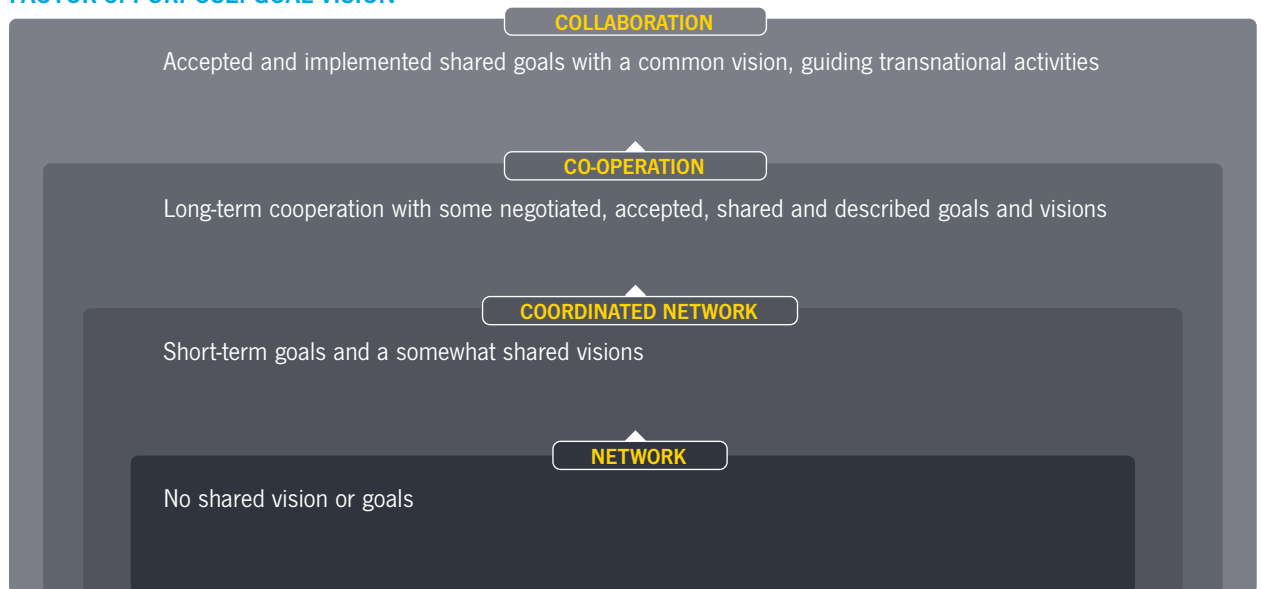 COLLABORATION
Accepted and implemented shared goals with a common vision, guiding transnational activities
CO-OPERATION
Long-term cooperation with some negotiated, accepted, shared and described goals and visions
COORDINATED NETWORK
Short-term goals and a somewhat shared visions
NETWORK
No shared vision or goals